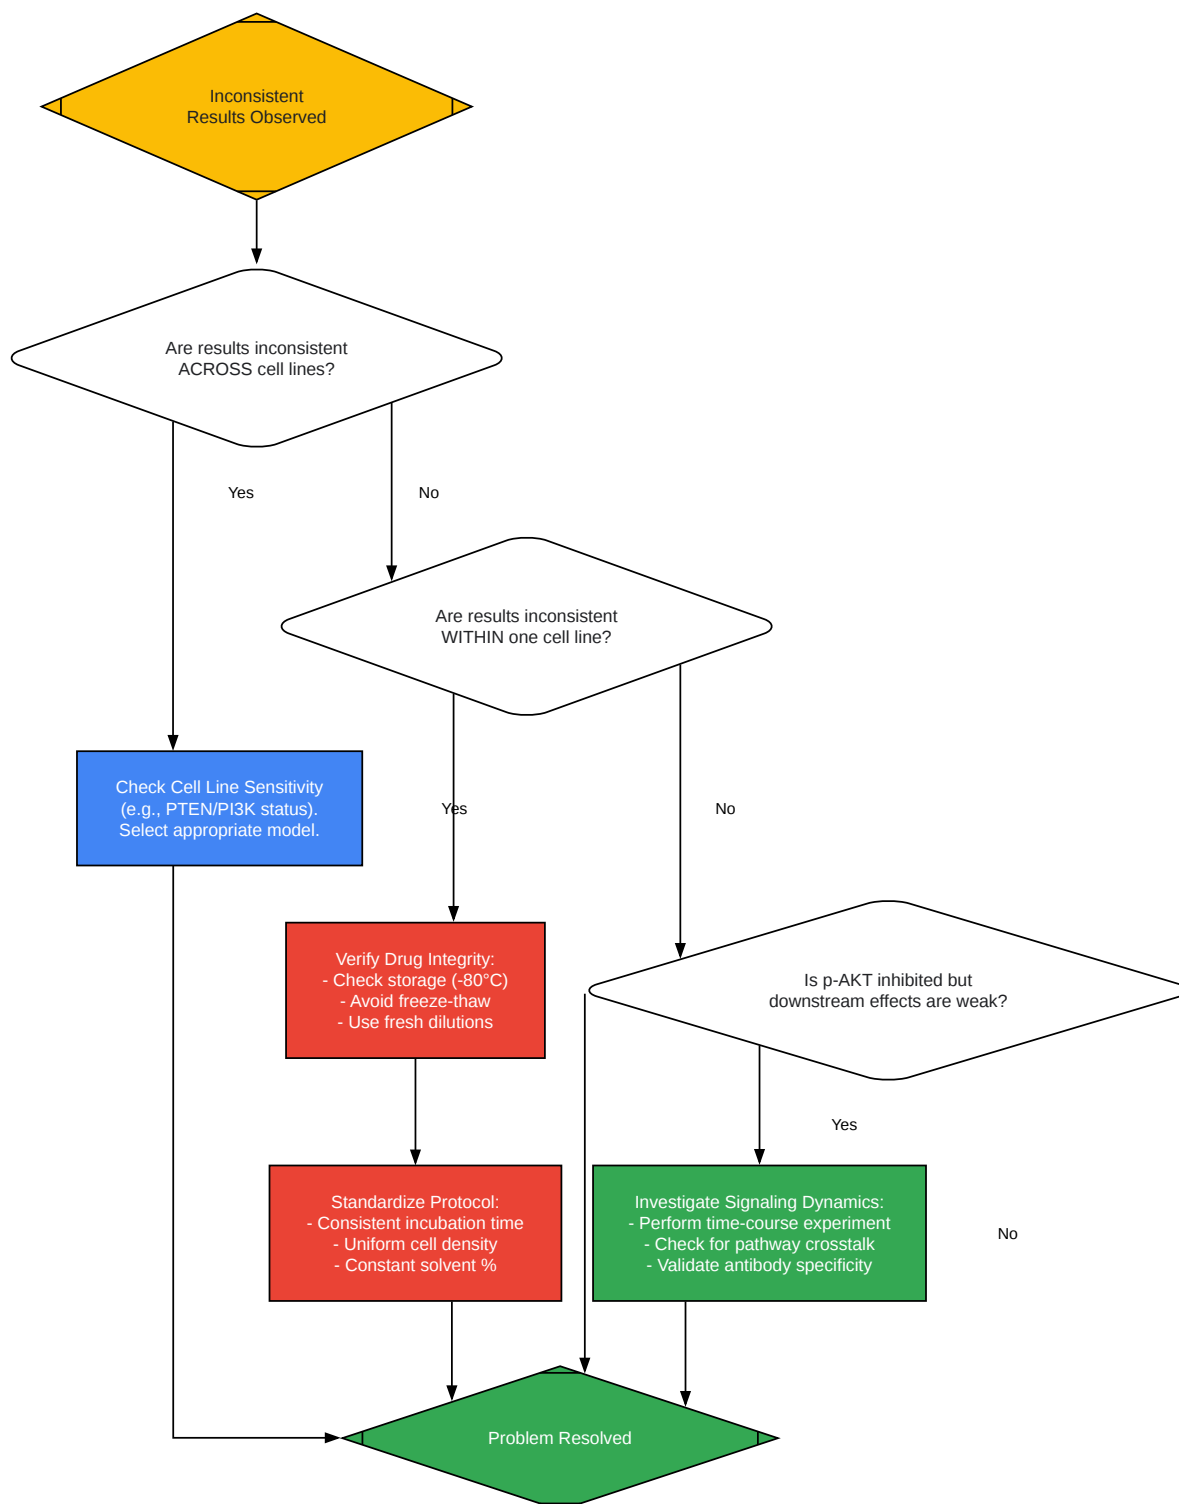 Inconsistent
Results Observed
Are results inconsistent
ACROSS cell lines?
Yes
No
Are results inconsistent
WITHIN one cell line?
Check Cell Line Sensitivity
(e.g., PTEN/PI3K status).
Select appropriate model.
Yes
No
Verify Drug Integrity:
- Check storage (-80°C)
- Avoid freeze-thaw
- Use fresh dilutions
Is p-AKT inhibited but
downstream effects are weak?
Yes
Standardize Protocol:
- Consistent incubation time
- Uniform cell density
- Constant solvent %
Investigate Signaling Dynamics:
- Perform time-course experiment
- Check for pathway crosstalk
- Validate antibody specificity
No
Problem Resolved